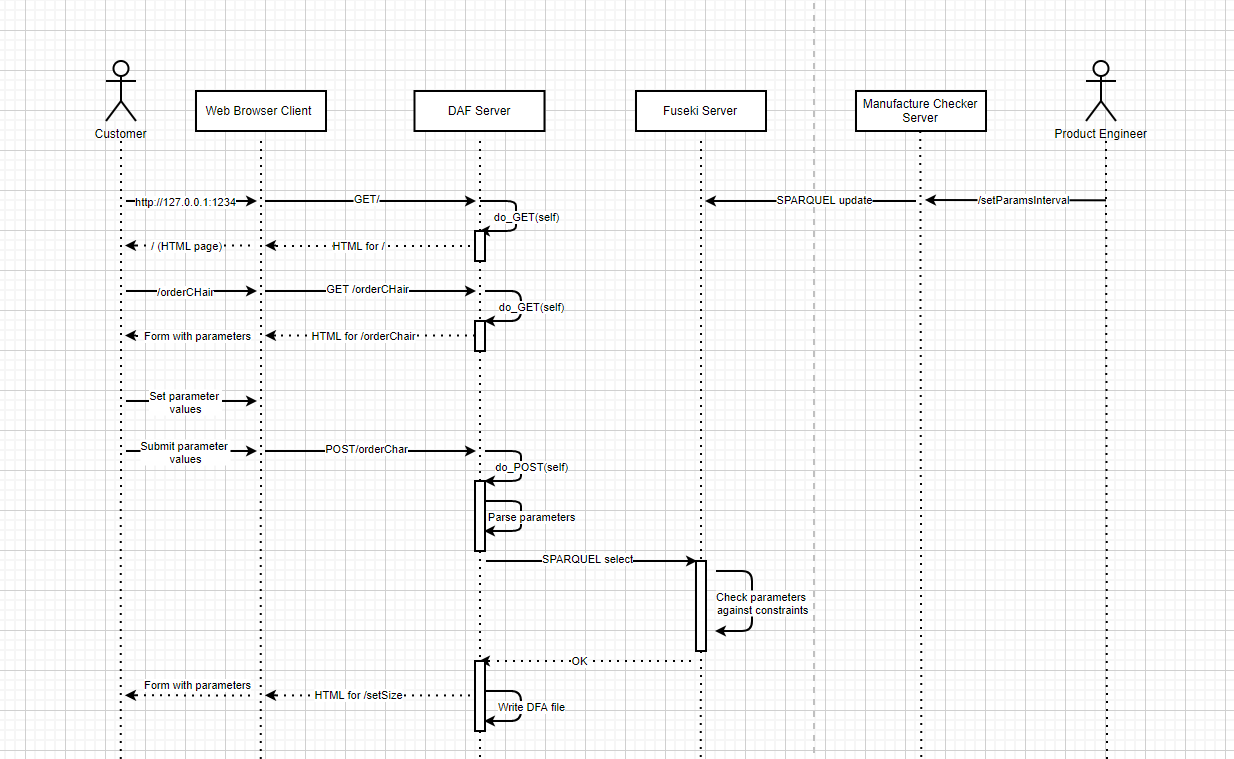 Customer
Web Browser Client
DAF Server
Fuseki Server
Manufacture Checker
Server
Product Engineer
http://127.0.0.1:1234
GET/
SPARQUEL update
/setParamsInterval
do_GET(self)
/ (HTML page)
HTML for /
/orderCHair
GET /orderCHair
do_GET(self)
Form with parameters
HTML for /orderChair
Set parameter
values
Submit parameter
values
POST/orderChar
do_POST(self)
Parse parameters
SPARQUEL select
Check parameters
against constraints
OK
Form with parameters
HTML for /setSize
Write DFA file